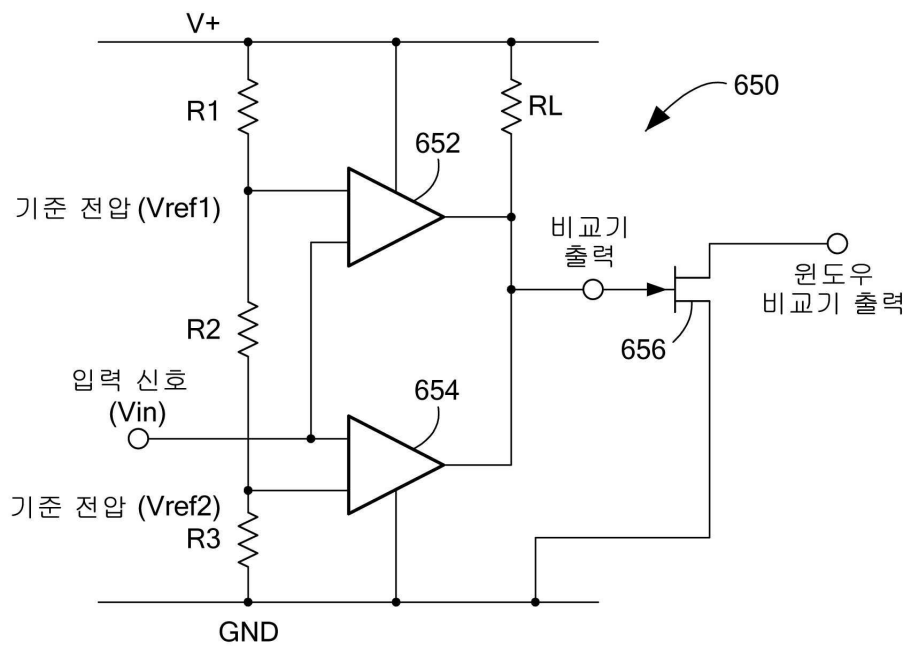 V+
R1
RL
650
652
기준 전압 (Vref1)
비교기
출력
윈도우
비교기 출력
R2
656
입력 신호
(Vin)
654
기준 전압 (Vref2)
R3
GND